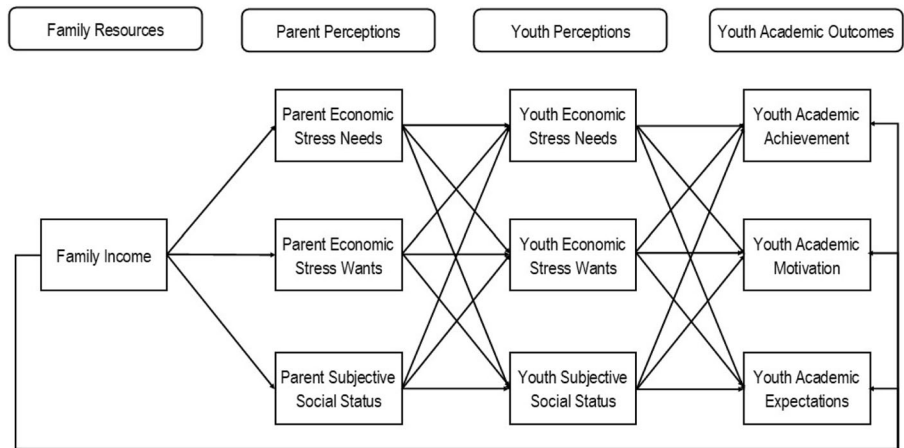 Family Resources
Parent Perceptions
Youth Perceptions
Youth Academic Outcomes
Parent Economic
Stress Needs
Youth Economic
Stress Needs
Youth Academic
Achievement
Family Income
Parent Economic
Stress Wants
Youth Economic
Stress Wants
Youth Academic
Motivation
Parent Subjective
Social Status
Youth Subjective
Social Status
Youth Academic
Expectations